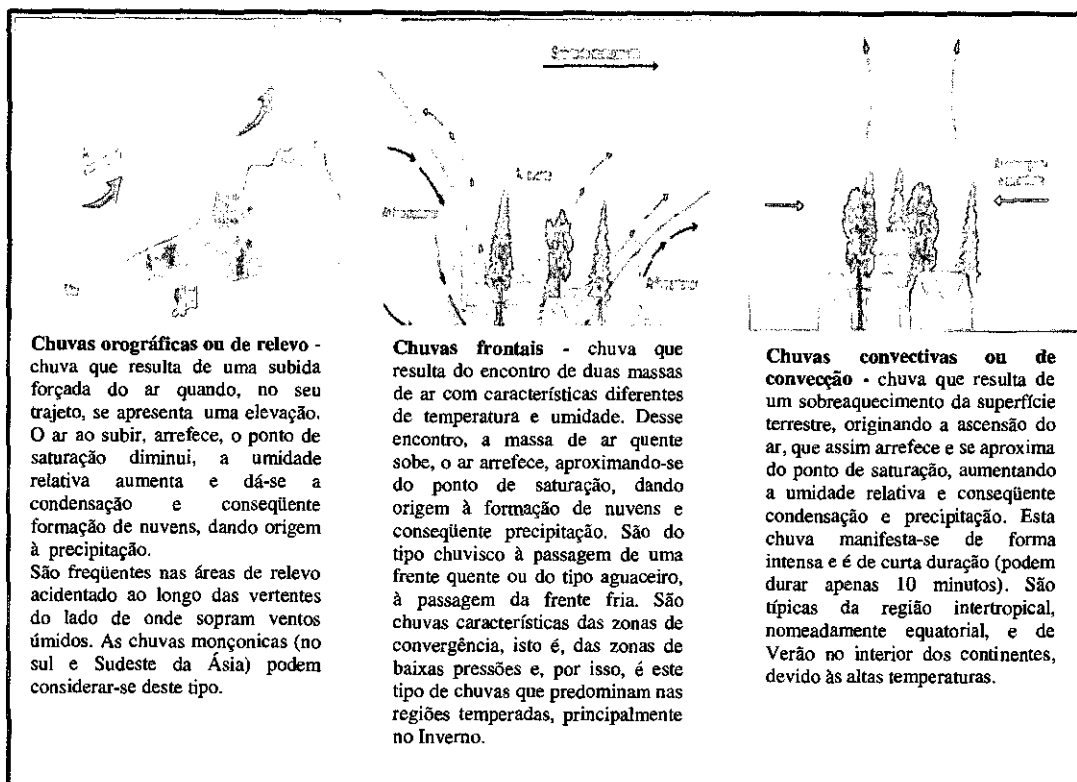 Chuvas orográficas ou de relevo -
chuva que resulta de uma subida
forçada do ar quando, no seu
trajeto, se apresenta uma elevação.
O ar ao subir, arrefece, o ponto de
saturação diminui, a umidade
relativa aumenta e dá-se a
condensação e conseqüente
formação de nuvens, dando origem
à precipitação.
São freqüentes nas áreas de relevo
acidentado ao longo das vertentes
do lado de onde sopram ventos
úmidos. As chuvas monçonicas (no
sul e Sudeste da Ásia) podem
considerar-se deste tipo.
Chuvas frontais - chuva que
resulta do encontro de duas massas
de ar com características diferentes
de temperatura e umidade. Desse
encontro, a massa de ar quente
sobe, o ar arrefece, aproximando-se
do ponto de saturação, dando
origem à formação de nuvens e
conseqüente precipitação. São do
tipo chuvisco à passagem de uma
frente quente ou do tipo aguaceiro,
à passagem da frente fria. São
chuvas características das zonas de
convergência, isto é, das zonas de
baixas pressões e, por isso, é este
tipo de chuvas que predominam nas
regiões temperadas, principalmente
no Inverno.
Chuvas convectivas ou de
convecção - chuva que resulta de
um sobreaquecimento da superfície
terrestre, originando a ascensão do
ar, que assim arrefece e se aproxima
do ponto de saturação, aumentando
a umidade relativa e conseqüente
condensação e precipitação. Esta
chuva manifesta-se de forma
intensa e é de curta duração (podem
durar apenas 10 minutos). São
típicas da região intertropical,
nomeadamente equatorial, e de
Verão no interior dos continentes,
devido às altas temperaturas.